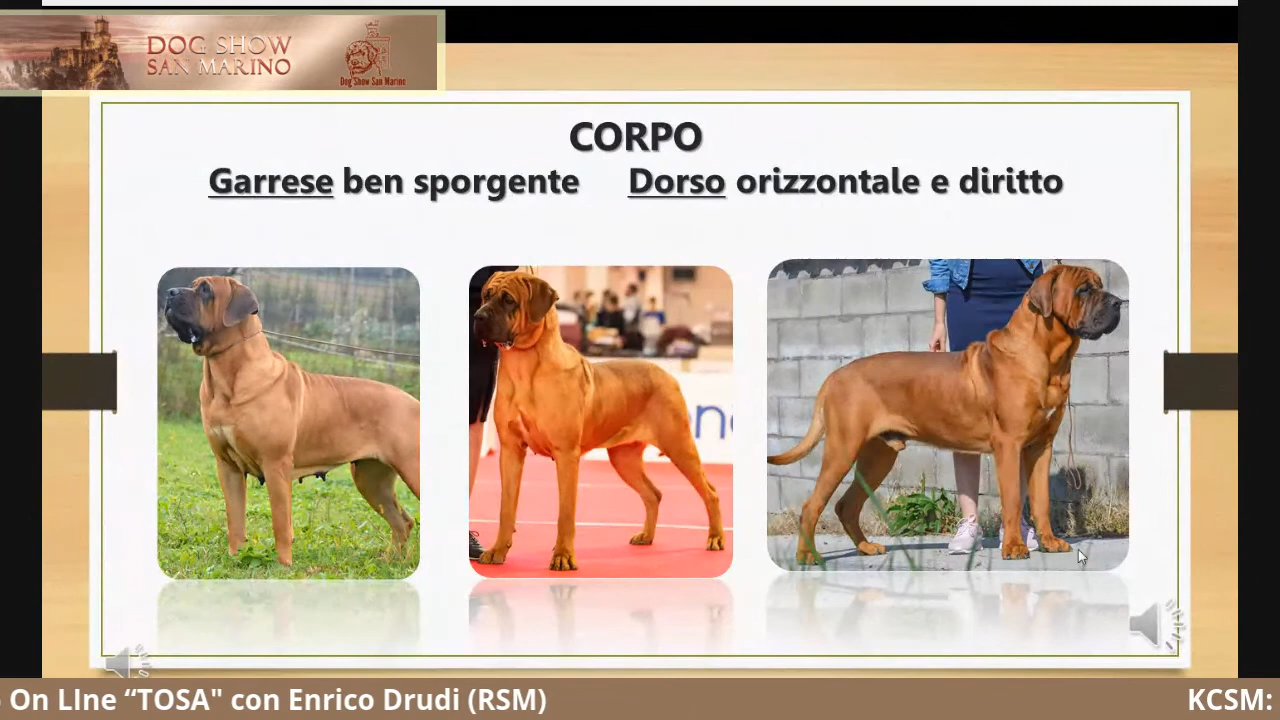 DOG SHOW
SAN MARINO
Dog Show San Marino
CORPO
Garrese ben sporgente Dorso orizzontale e diritto
On LIne “TOSA" con Enrico Drudi (RSM) KCSM: